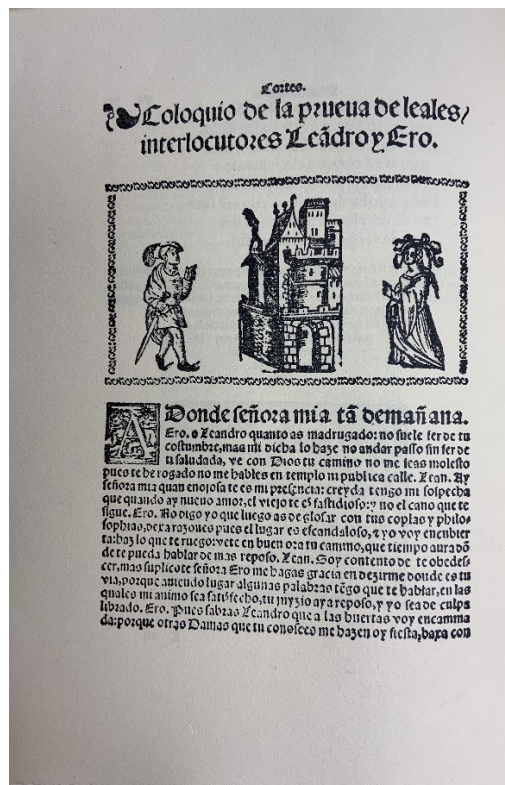 Cortes.
Coloquio de la prueua de leales/
interlocutores Leãdro y Ero.
ADonde señora mia tã demañana.
Ero. o Leandro quanto as madrugado: no suele ser de tu
costumbre, mas mi dicha lo haze no andar passo sin ser de
ti saludada, ve con Dios tu camino no me seas molesto
pues te he rogado no me hables en templo ni publica calle. Lean. Ay
señora mia quan enojosa te es mi presencia: creyda tengo mi sospecha
que quando ay nueuo amor, el viejo te es fastidioso: y no el cano que te
sigue. Ero. No digo yo que luego as de glosar con tus coplas y philo-
sophias, dexa razones pues el lugar es escandaloso, & yo voy encubier
ta: haz lo que te ruego: vete en buen ora tu camino, que tiempo aura dõ
de te pueda hablar de mas reposo. Lean. Soy contento de te obedes-
cer, mas suplicote señora Ero me hagas gracia en dezirme donde es tu
via, porque auiendo lugar algunas palabras tẽgo que te hablar, en las
quales mi animo sea satisfecho, tu juyzio aya reposo, y yo sea de culpa
librado. Ero. Pues sabras Leandro que a las huertas voy encamina
da: porque otras Damas que tu conosces me hazen oy fiesta, baxa con